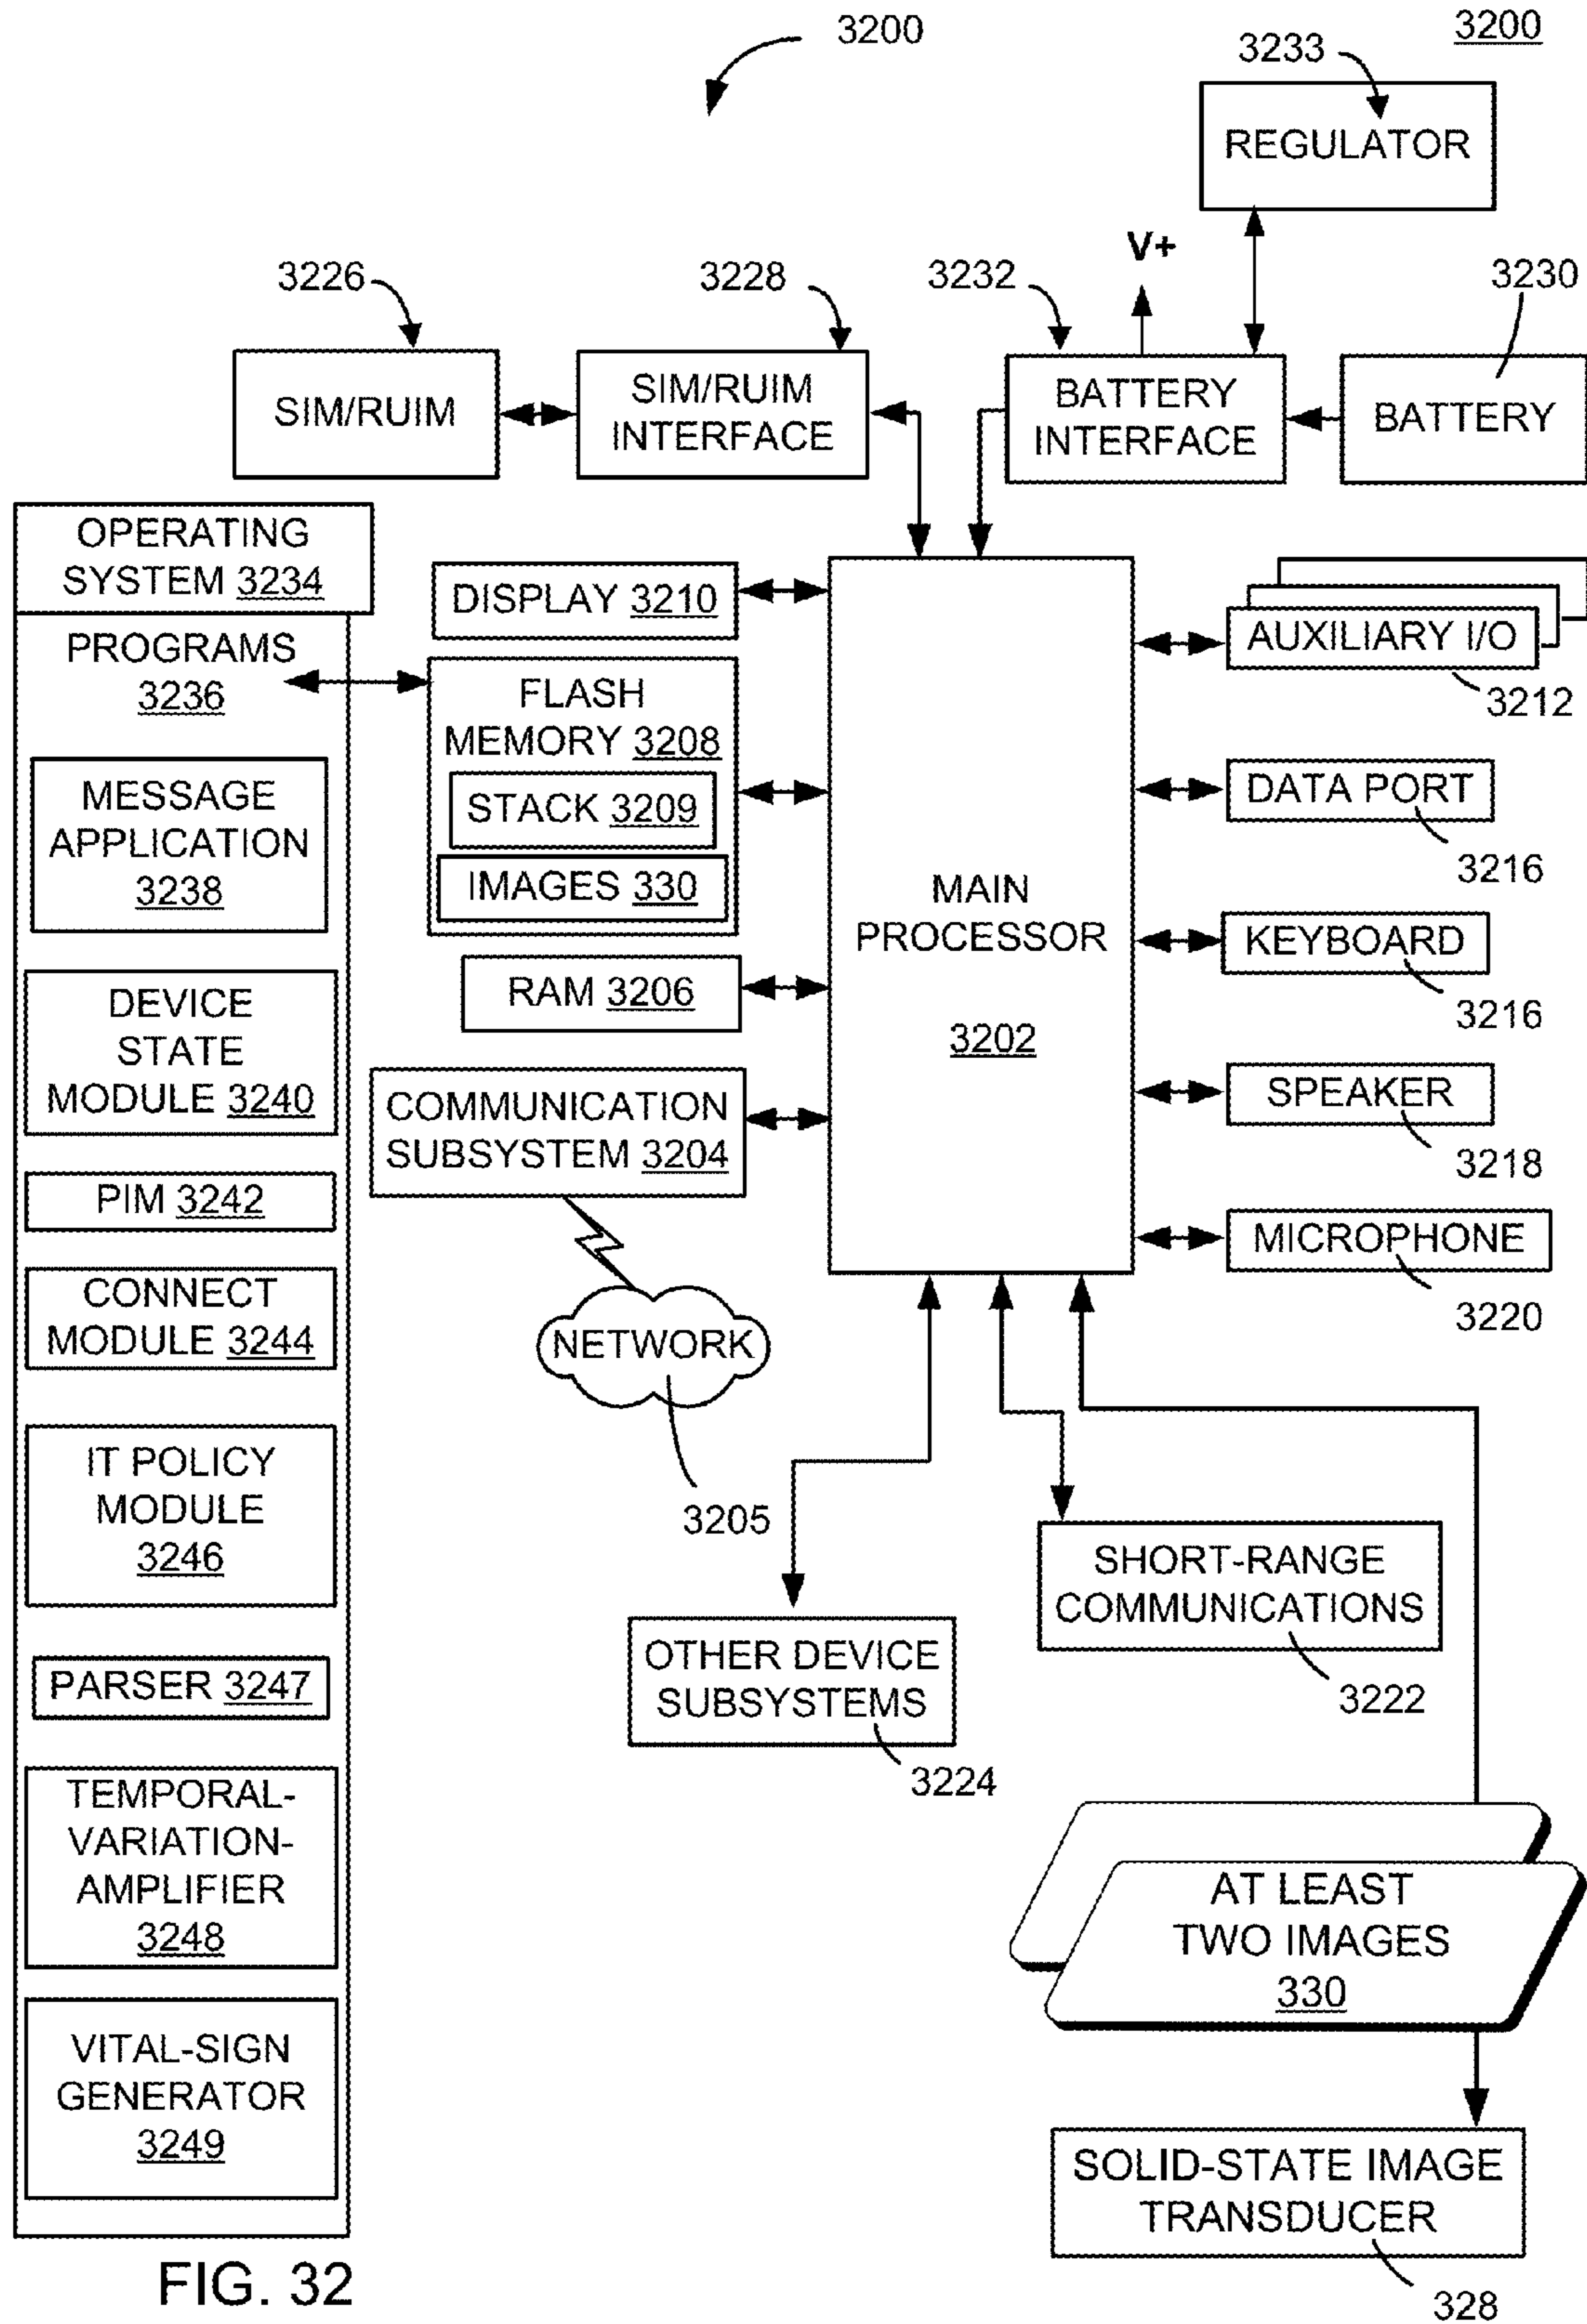 3200
3200
3233
REGULATOR
V+
3226
3228
3232
3230
SIM/RUIM
SIM/RUIM
INTERFACE
BATTERY
INTERFACE
BATTERY
OPERATING
SYSTEM 3234
PROGRAMS
3236
MESSAGE
APPLICATION
3238
DEVICE
STATE
MODULE 3240
PIM 3242
CONNECT
MODULE 3244
IT POLICY
MODULE
3246
PARSER 3247
TEMPORAL-
VARIATION-
AMPLIFIER
3248
VITAL-SIGN
GENERATOR
3249
DISPLAY 3210
FLASH
MEMORY 3208
STACK 3209
IMAGES 330
RAM 3206
COMMUNICATION
SUBSYSTEM 3204
NETWORK
3205
MAIN
PROCESSOR
3202
AUXILIARY I/O
3212
DATA PORT
3216
KEYBOARD
3216
SPEAKER
3218
MICROPHONE
3220
SHORT-RANGE
COMMUNICATIONS
3222
OTHER DEVICE
SUBSYSTEMS
3224
AT LEAST
TWO IMAGES
330
SOLID-STATE IMAGE
TRANSDUCER
328
FIG. 32